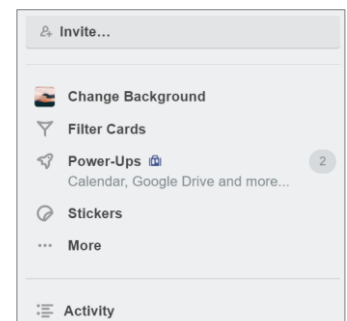 Invite…
Change Background
Filter Cards
Power-Ups
2
Calendar, Google Drive and more...
Stickers
More
Activity